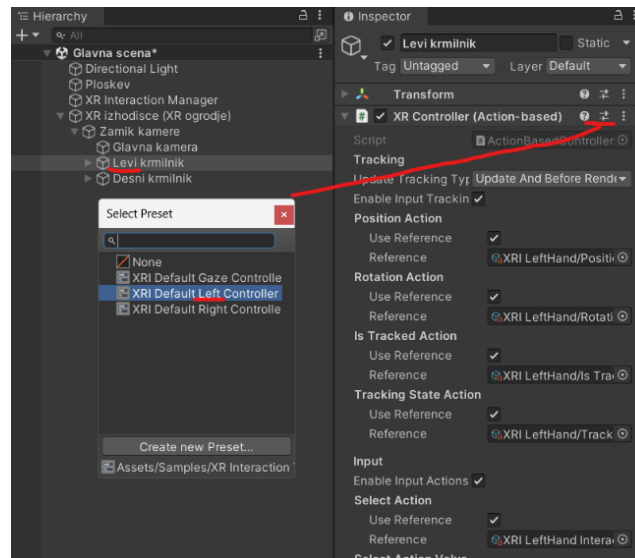 Hierarchy
All
Glavna scena*
Directional Light
Ploskev
XR Interaction Manager
XR izhodisce (XR ogrodje)
Zamik kamere
Glavna kamera
Levi krmilnik
Desni krmilnik
Select Preset
None
XRI Default Gaze Controlle
XRI Default Left Controller
XRI Default Right Controlle
Create new Preset...
Assets/Samples/XR Interaction
Inspector
Levi krmilnik
Static
Tag Untagged Layer Default
Transform
XR Controller (Action-based)
Script ActionBasedController
Tracking
Update Tracking Typ Update And Before Rende
Enable Input Trackin
Position Action
Use Reference
Reference XRI LeftHand/Positi
Rotation Action
Use Reference
Reference XRI LeftHand/Rotati
Is Tracked Action
Use Reference
Reference XRI LeftHand/Is Tra
Tracking State Action
Use Reference
Reference XRI LeftHand/Track
Input
Enable Input Actions
Select Action
Use Reference
Reference XRI LeftHand Intera
Select Action Value